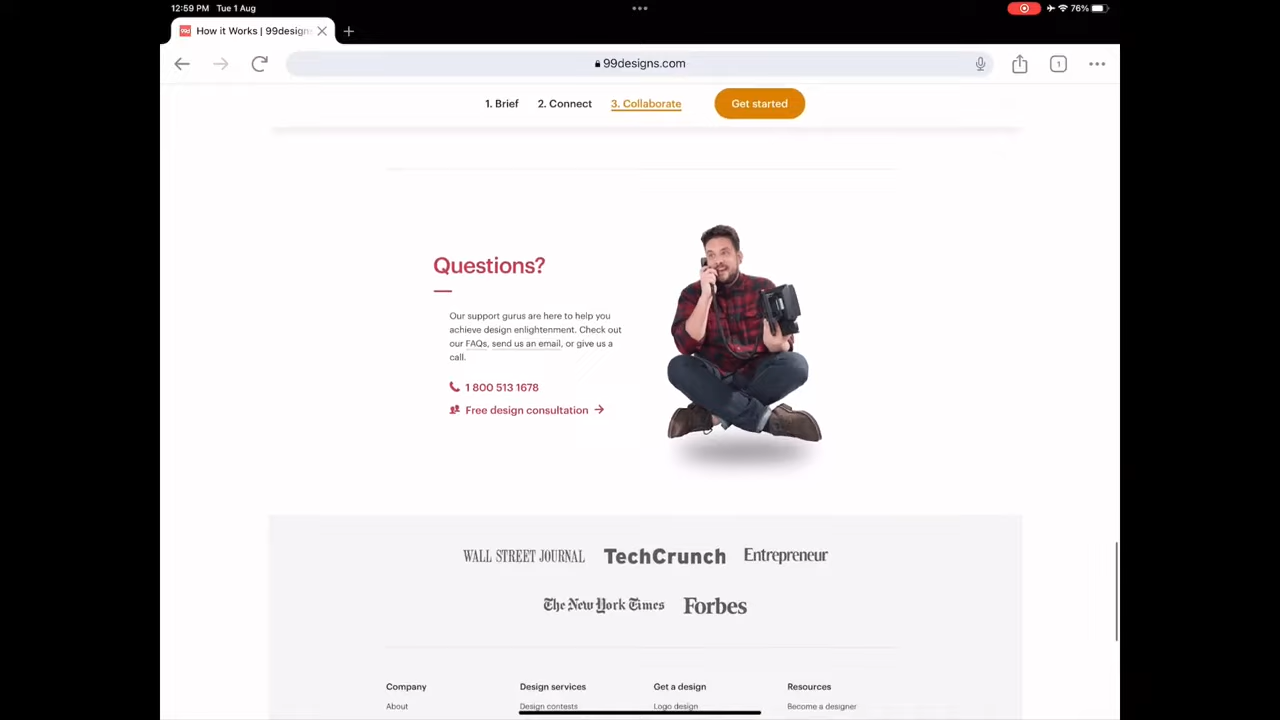 12:59 PM Tue 1 Aug
76%
How it Works | 99design
99designs.com
1
1. Brief
2. Connect
3. Collaborate
Get started
Questions?
Our support gurus are here to help you
achieve design enlightenment. Check out
our FAQs, send us an email, or give us a
call.
1 800 513 1678
Free design consultation
WALL STREET JOURNAL
TechCrunch
Entrepreneur
The New York Times
Forbes
Company
Design services
Get a design
Resources
About
Design contests
Logo design
Become a designer